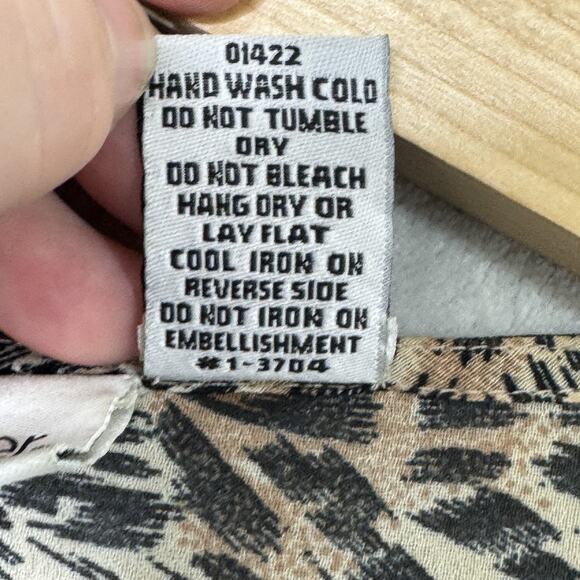 01422
HAND WASH COLD
DO NOT TUMBLE
DRY
DO NOT BLEACH
HANG DRY OR
LAY FLAT
COOL IRON ON
REVERSE SIDE
DO NOT IRON ON
EMBELLISHMENT
#1-3704